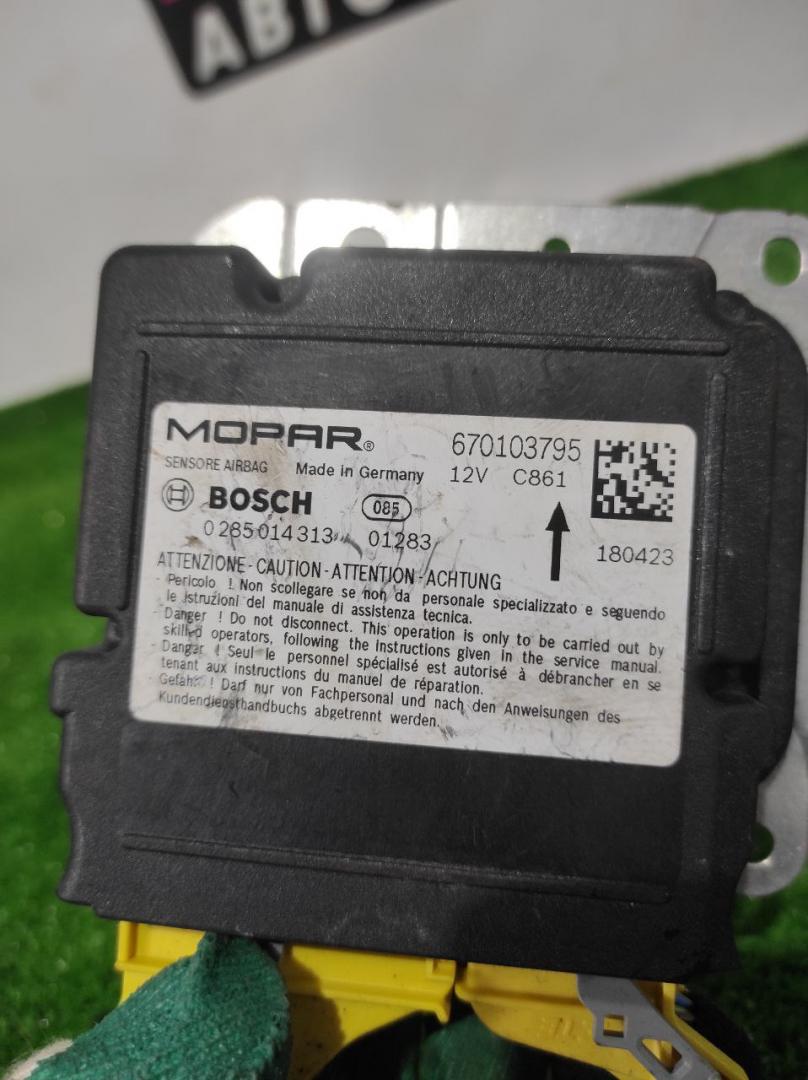 АВТО
MOPAR® 670103795
SENSORE AIRBAG Made in Germany 12V C861
BOSCH 085
0 285 014 313 01283 180423
ATTENZIONE - CAUTION - ATTENTION - ACHTUNG
- Pericolo ! Non scollegare se non da personale specializzato e seguendo
le istruzioni del manuale di assistenza tecnica.
- Danger ! Do not disconnect. This operation is only to be carried out by
skilled operators, following the instructions given in the service manual.
- Danger ! Seul le personnel spécialisé est autorisé à débrancher en se
tenant aux instructions du manuel de réparation.
- Gefahr ! Darf nur von Fachpersonal und nach den Anweisungen des
Kundendiensthandbuchs abgetrennt werden.